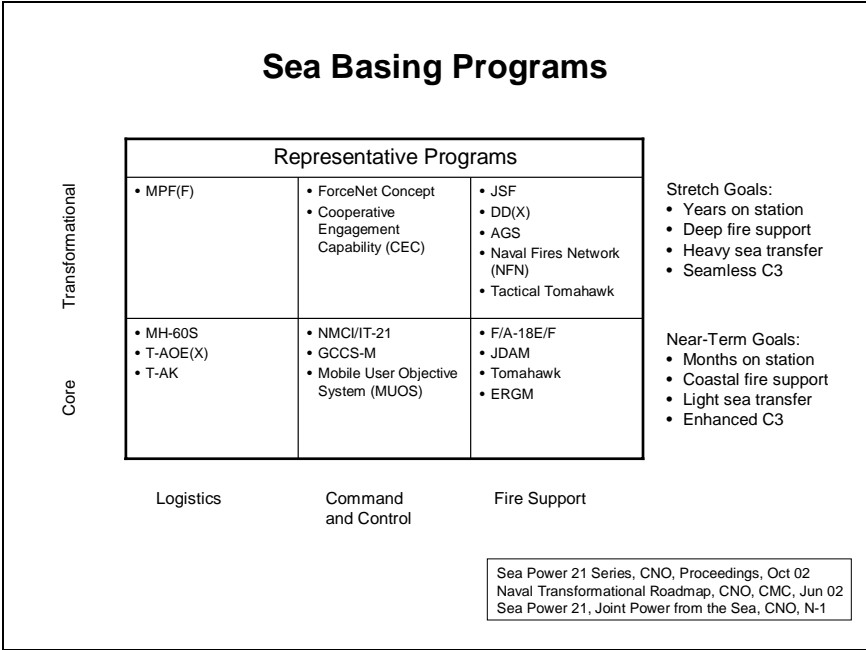 Sea Basing Programs
Representative Programs
Transformational
• MPF(F)
• ForceNet Concept
• Cooperative
Engagement
Capability (CEC)
• JSF
• DD(X)
• AGS
• Naval Fires Network
(NFN)
• Tactical Tomahawk
Stretch Goals:
• Years on station
• Deep fire support
• Heavy sea transfer
• Seamless C3
Core
• MH-60S
• T-AOE(X)
• T-AK
• NMCI/IT-21
• GCCS-M
• Mobile User Objective
System (MUOS)
• F/A-18E/F
• JDAM
• Tomahawk
• ERGM
Near-Term Goals:
• Months on station
• Coastal fire support
• Light sea transfer
• Enhanced C3
Logistics
Command
and Control
Fire Support
Sea Power 21 Series, CNO, Proceedings, Oct 02
Naval Transformational Roadmap, CNO, CMC, Jun 02
Sea Power 21, Joint Power from the Sea, CNO, N-1